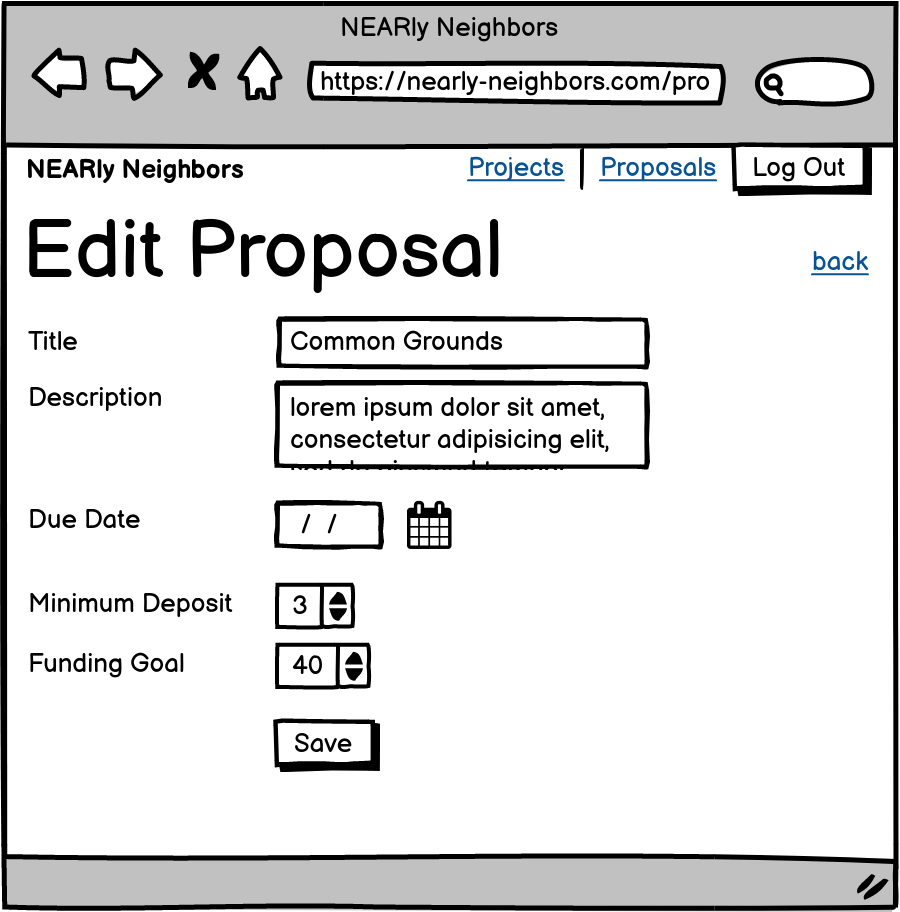 NEARly Neighbors
https://nearly-neighbors.com/pro
NEARly Neighbors
Projects
Proposals
Log Out
Edit Proposal
back
Title
Common Grounds
Description
lorem ipsum dolor sit amet,
consectetur adipisicing elit,
Due Date
/ /
Minimum Deposit
3
Funding Goal
40
Save